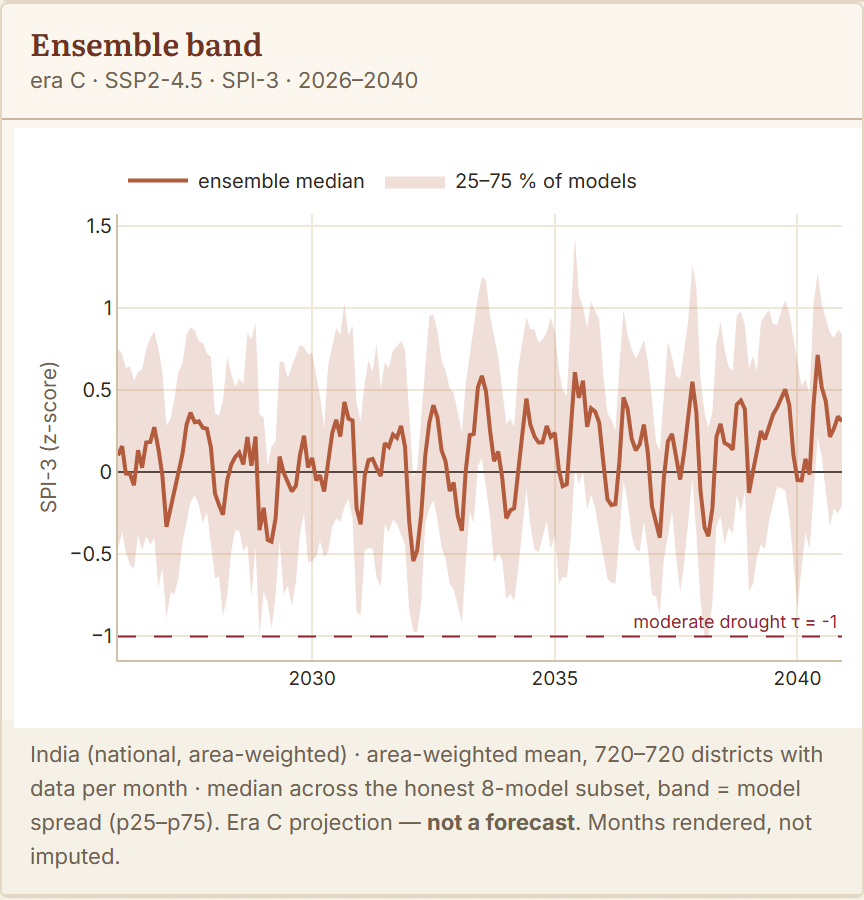 Ensemble band
era C · SSP2-4.5 · SPI-3 · 2026–2040
ensemble median
25–75 % of models
1.5
1
0.5
0
−0.5
−1
SPI-3 (z-score)
moderate drought τ = -1
2030
2035
2040
India (national, area-weighted) · area-weighted mean, 720–720 districts with
data per month · median across the honest 8-model subset, band = model
spread (p25–p75). Era C projection — not a forecast. Months rendered, not
imputed.